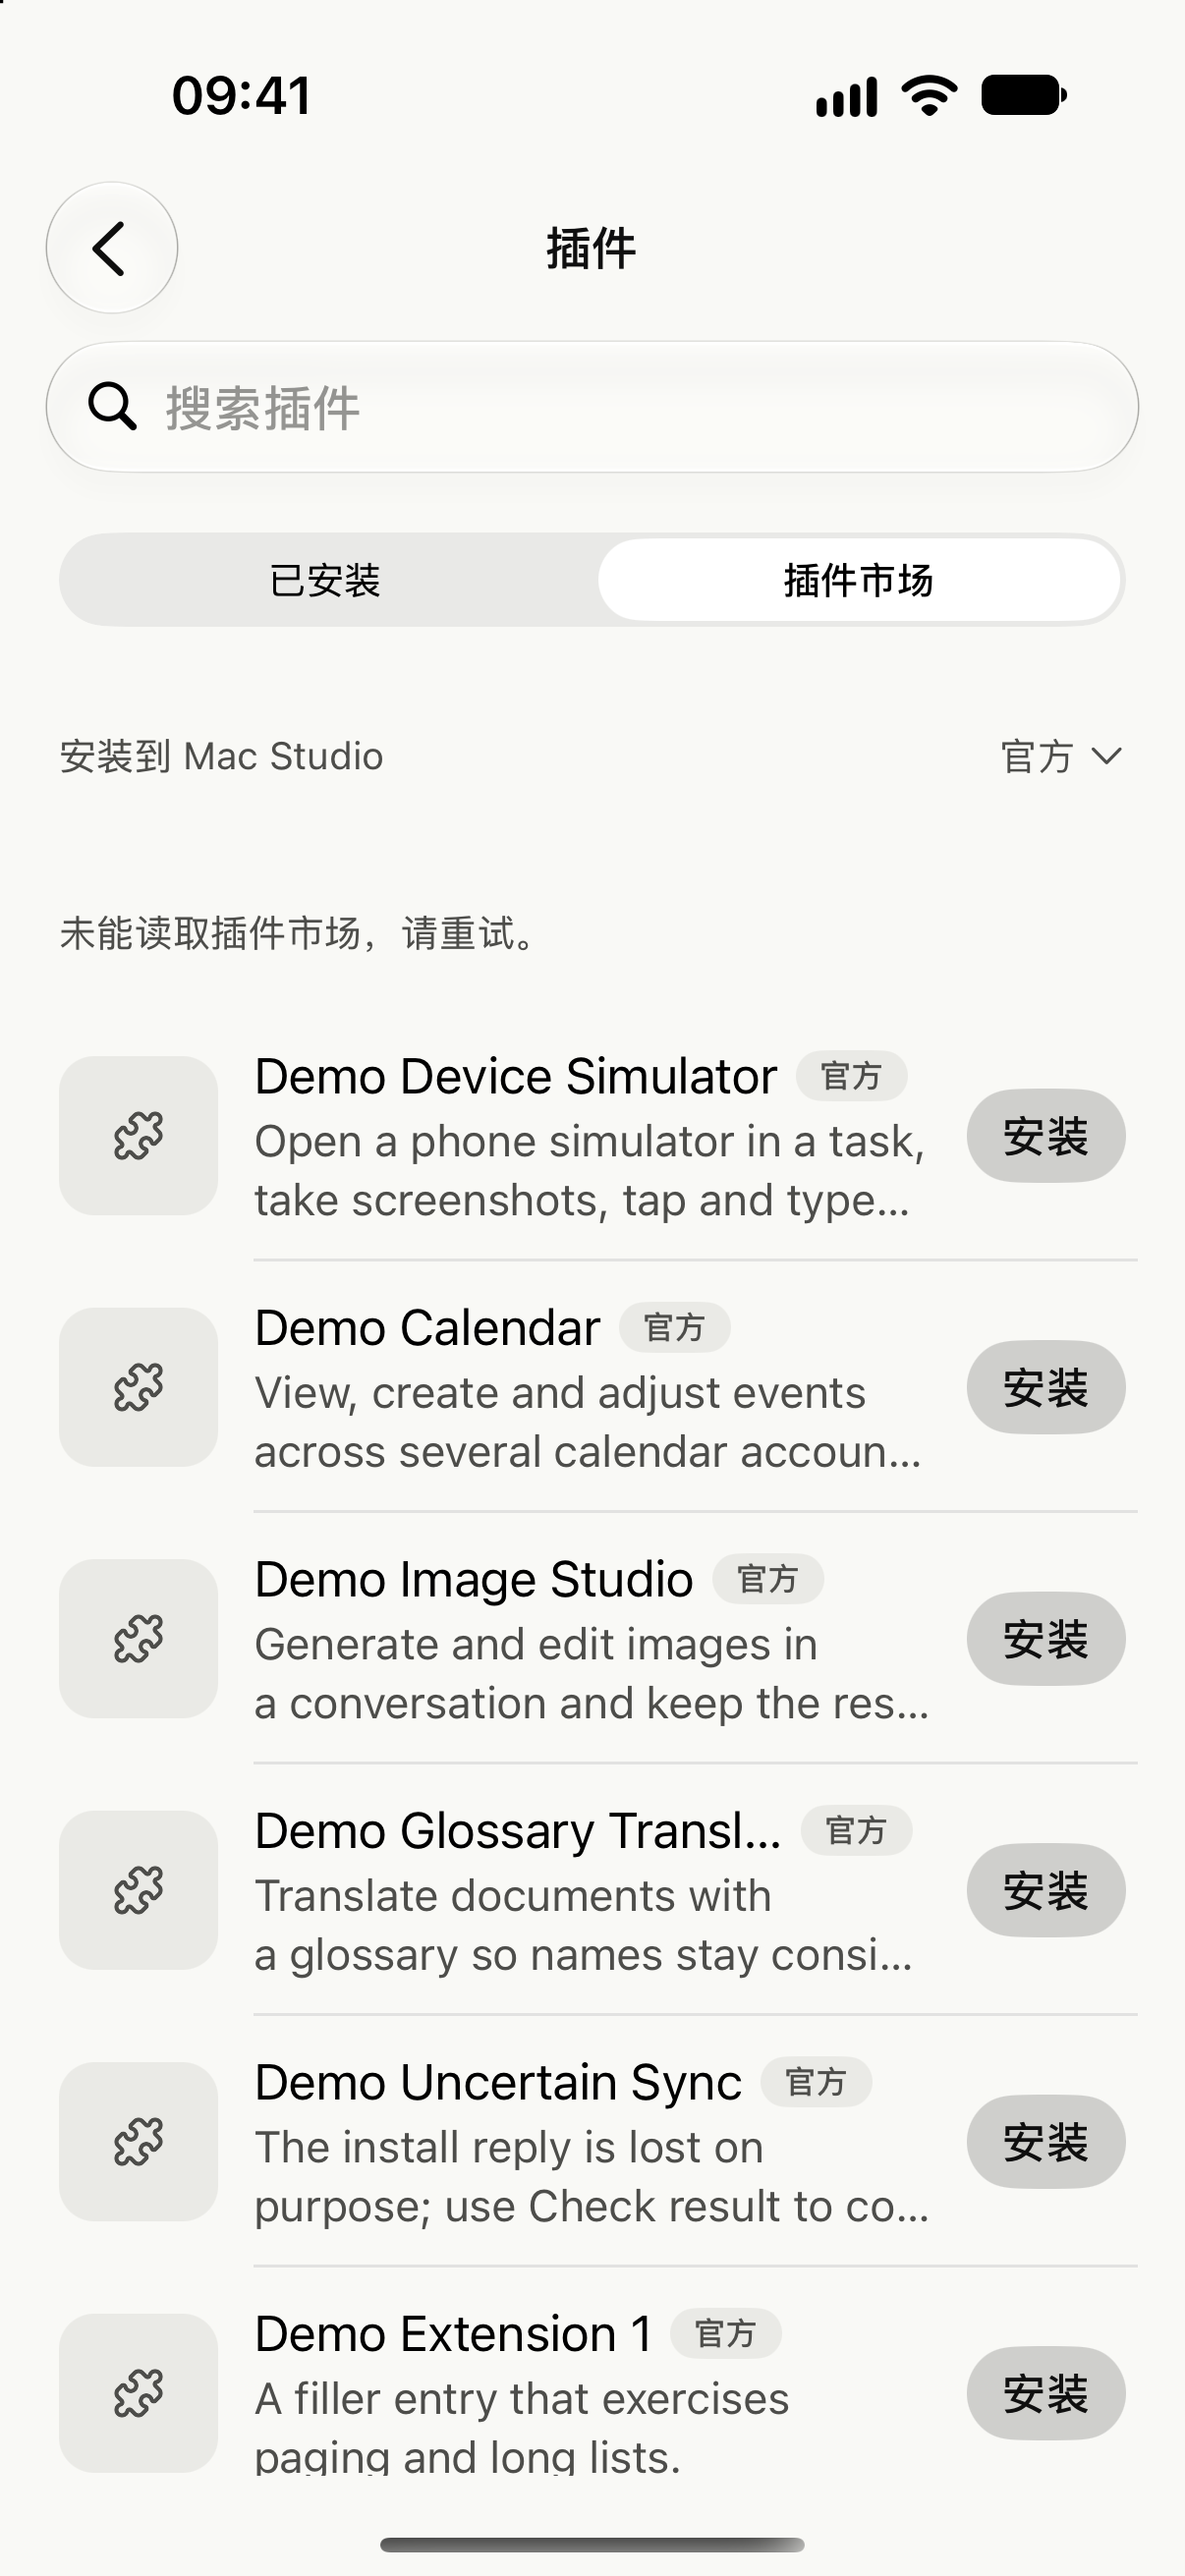 09:41
插件
搜索插件
已安装
插件市场
安装到 Mac Studio
官方
未能读取插件市场，请重试。
Demo Device Simulator
官方
Open a phone simulator in a task,
take screenshots, tap and type...
安装
Demo Calendar
官方
View, create and adjust events
across several calendar accoun...
安装
Demo Image Studio
官方
Generate and edit images in
a conversation and keep the res...
安装
Demo Glossary Transl...
官方
Translate documents with
a glossary so names stay consi...
安装
Demo Uncertain Sync
官方
The install reply is lost on
purpose; use Check result to co...
安装
Demo Extension 1
官方
A filler entry that exercises
paging and long lists.
安装